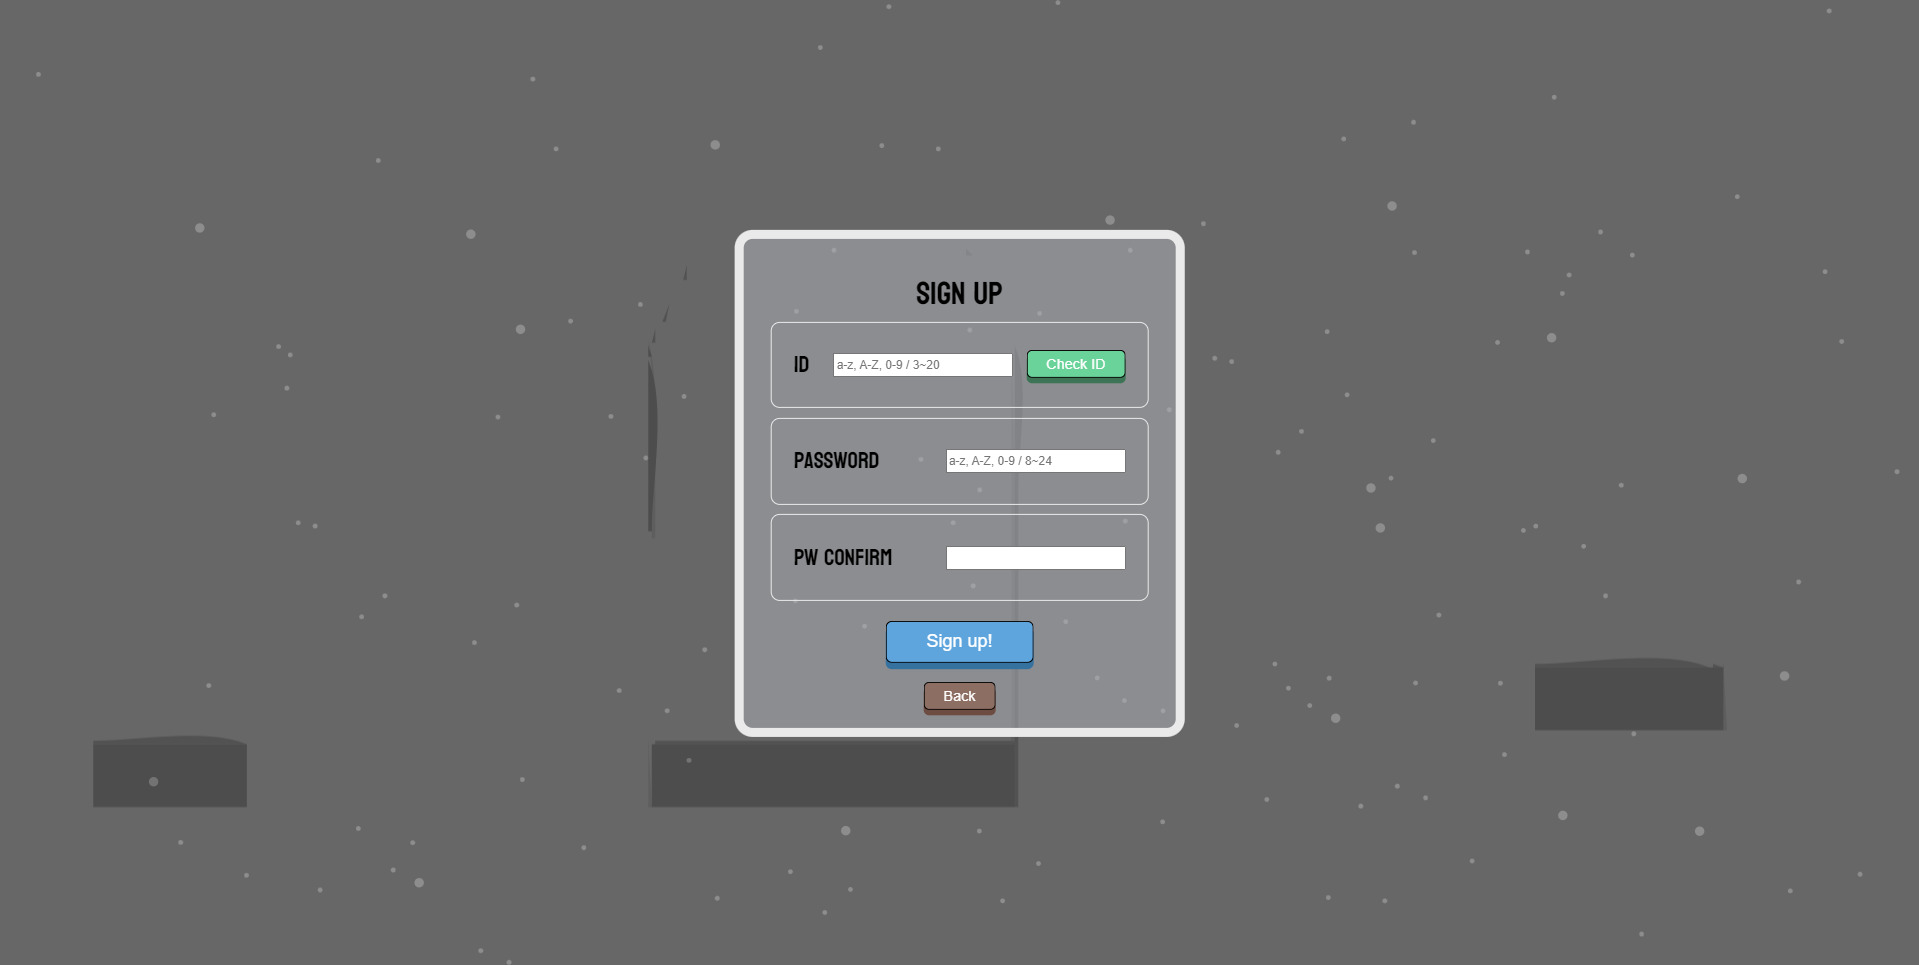 SIGN UP
ID a-z, A-Z, 0-9 / 3~20 Check ID
PASSWORD a-z, A-Z, 0-9 / 8~24
PW CONFIRM
Sign up!
Back